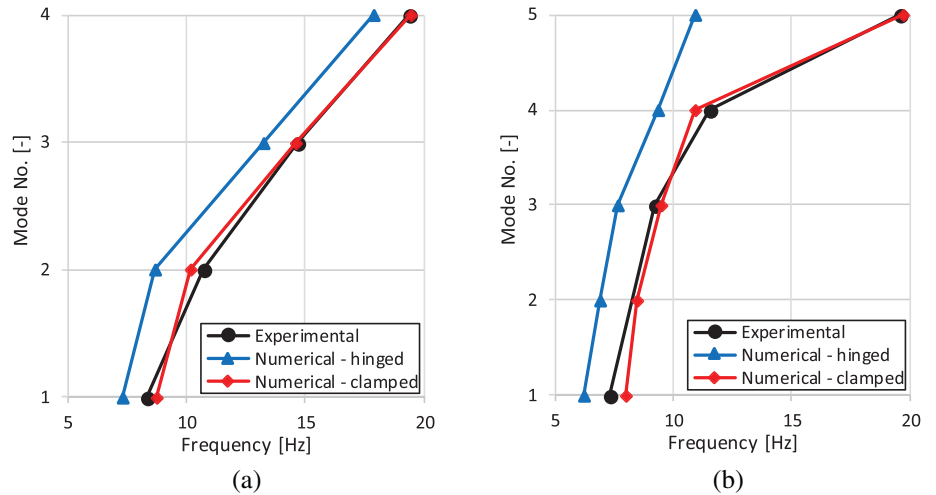 4
3
2
1
Mode No. [-]
5
10
15
20
Frequency [Hz]
Experimental
Numerical - hinged
Numerical - clamped
(a)
5
4
3
2
1
Mode No. [-]
5
10
15
20
Frequency [Hz]
Experimental
Numerical - hinged
Numerical - clamped
(b)